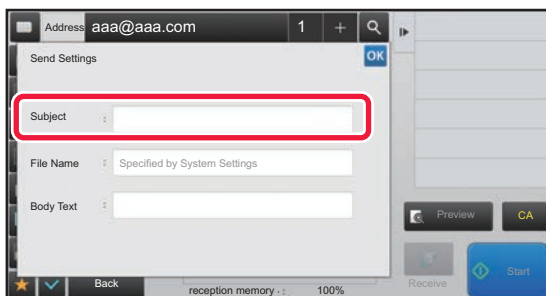 Address aaa@aaa.com 1 +
Send Settings OK
Subject :
File Name : Specified by System Settings
Body Text :
Preview CA
Receive Start
Back
reception memory · : 100%